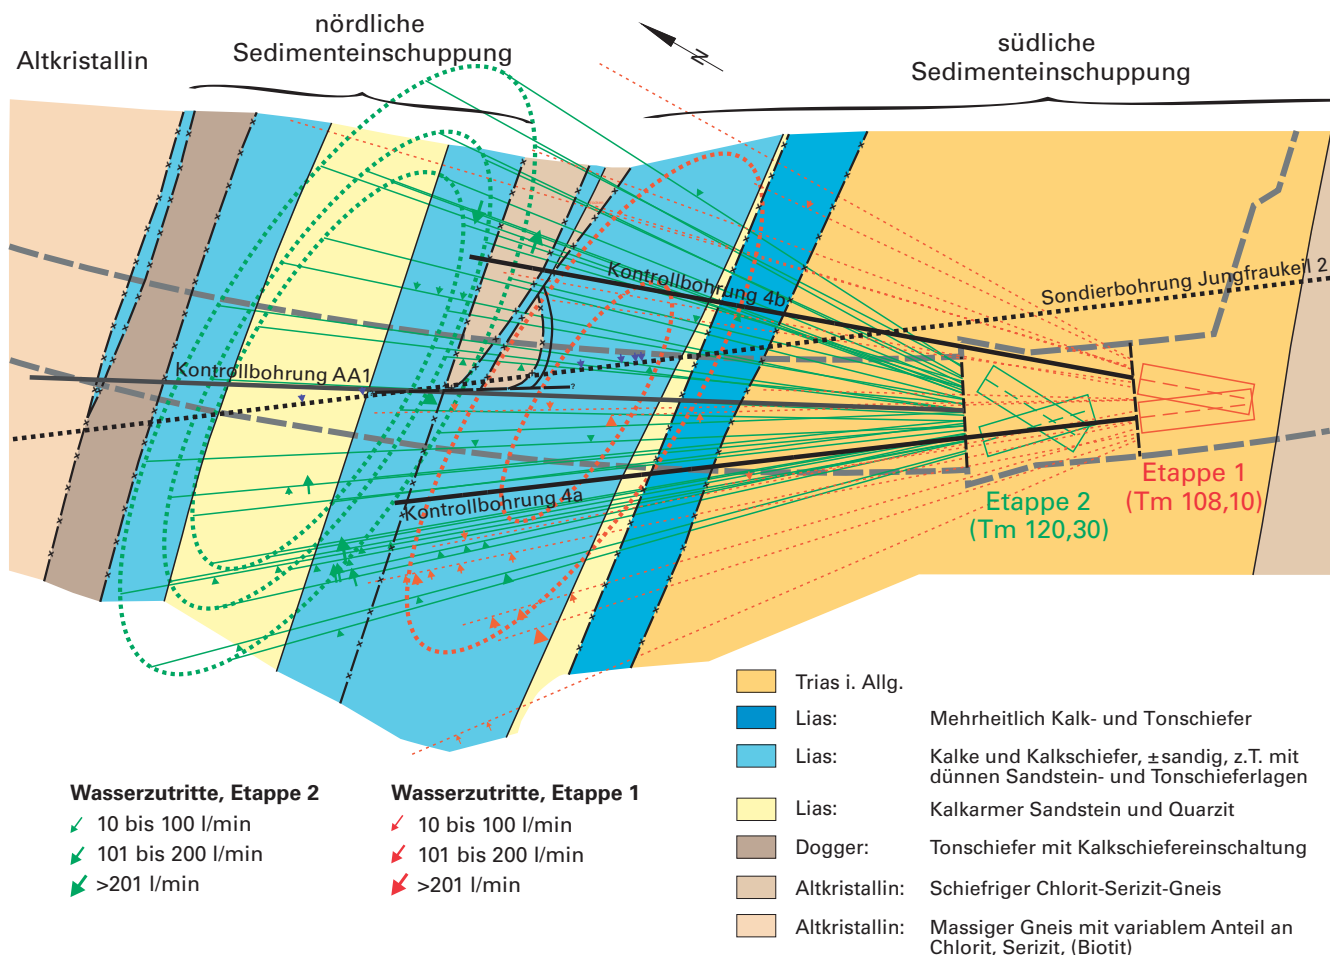 Altkristallin
nördliche
Sedimenteinschuppung
N
südliche
Sedimenteinschuppung
Kontrollbohrung 4b
Sondierbohrung Jungfraukeil 2
Kontrollbohrung AA1
?
Kontrollbohrung 4a
Etappe 2
(Tm 120,30)
Etappe 1
(Tm 108,10)
Trias i. Allg.
Lias: Mehrheitlich Kalk- und Tonschiefer
Lias: Kalke und Kalkschiefer, ±sandig, z.T. mit
dünnen Sandstein- und Tonschieferlagen
Lias: Kalkarmer Sandstein und Quarzit
Dogger: Tonschiefer mit Kalkschiefereinschaltung
Altkristallin: Schiefriger Chlorit-Serizit-Gneis
Altkristallin: Massiger Gneis mit variablem Anteil an
Chlorit, Serizit, (Biotit)
Wasserzutritte, Etappe 2
10 bis 100 l/min
101 bis 200 l/min
>201 l/min
Wasserzutritte, Etappe 1
10 bis 100 l/min
101 bis 200 l/min
>201 l/min